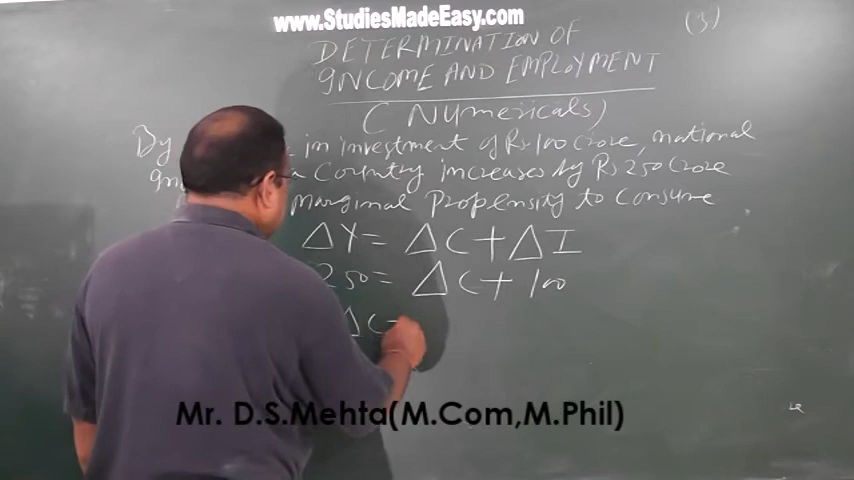 www.StudiesMadeEasy.com
(3)
DETERMINATION OF
INCOME AND EMPLOYMENT
(Numericals)
By in investment of Rs 100 Crore, national
a Country increases by Rs 250 Crore
marginal Propensity to Consume
ΔY = ΔC + ΔI
250 = ΔC + 100
ΔC =
Mr. D.S.Mehta(M.Com,M.Phil)